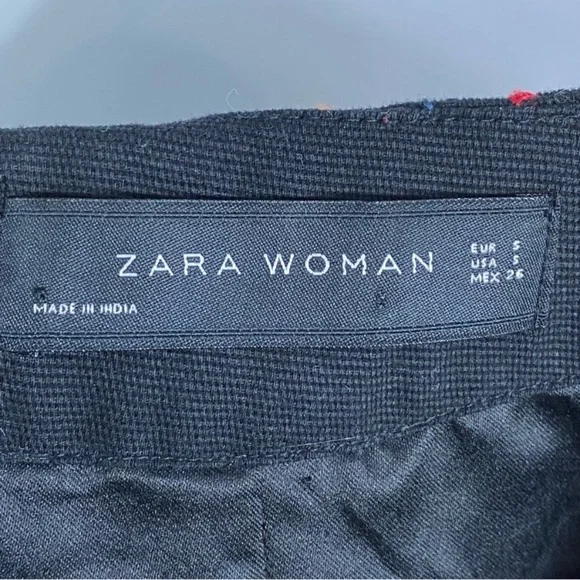 ZARA WOMAN
EUR S
USA S
MEX 26
MADE IN INDIA